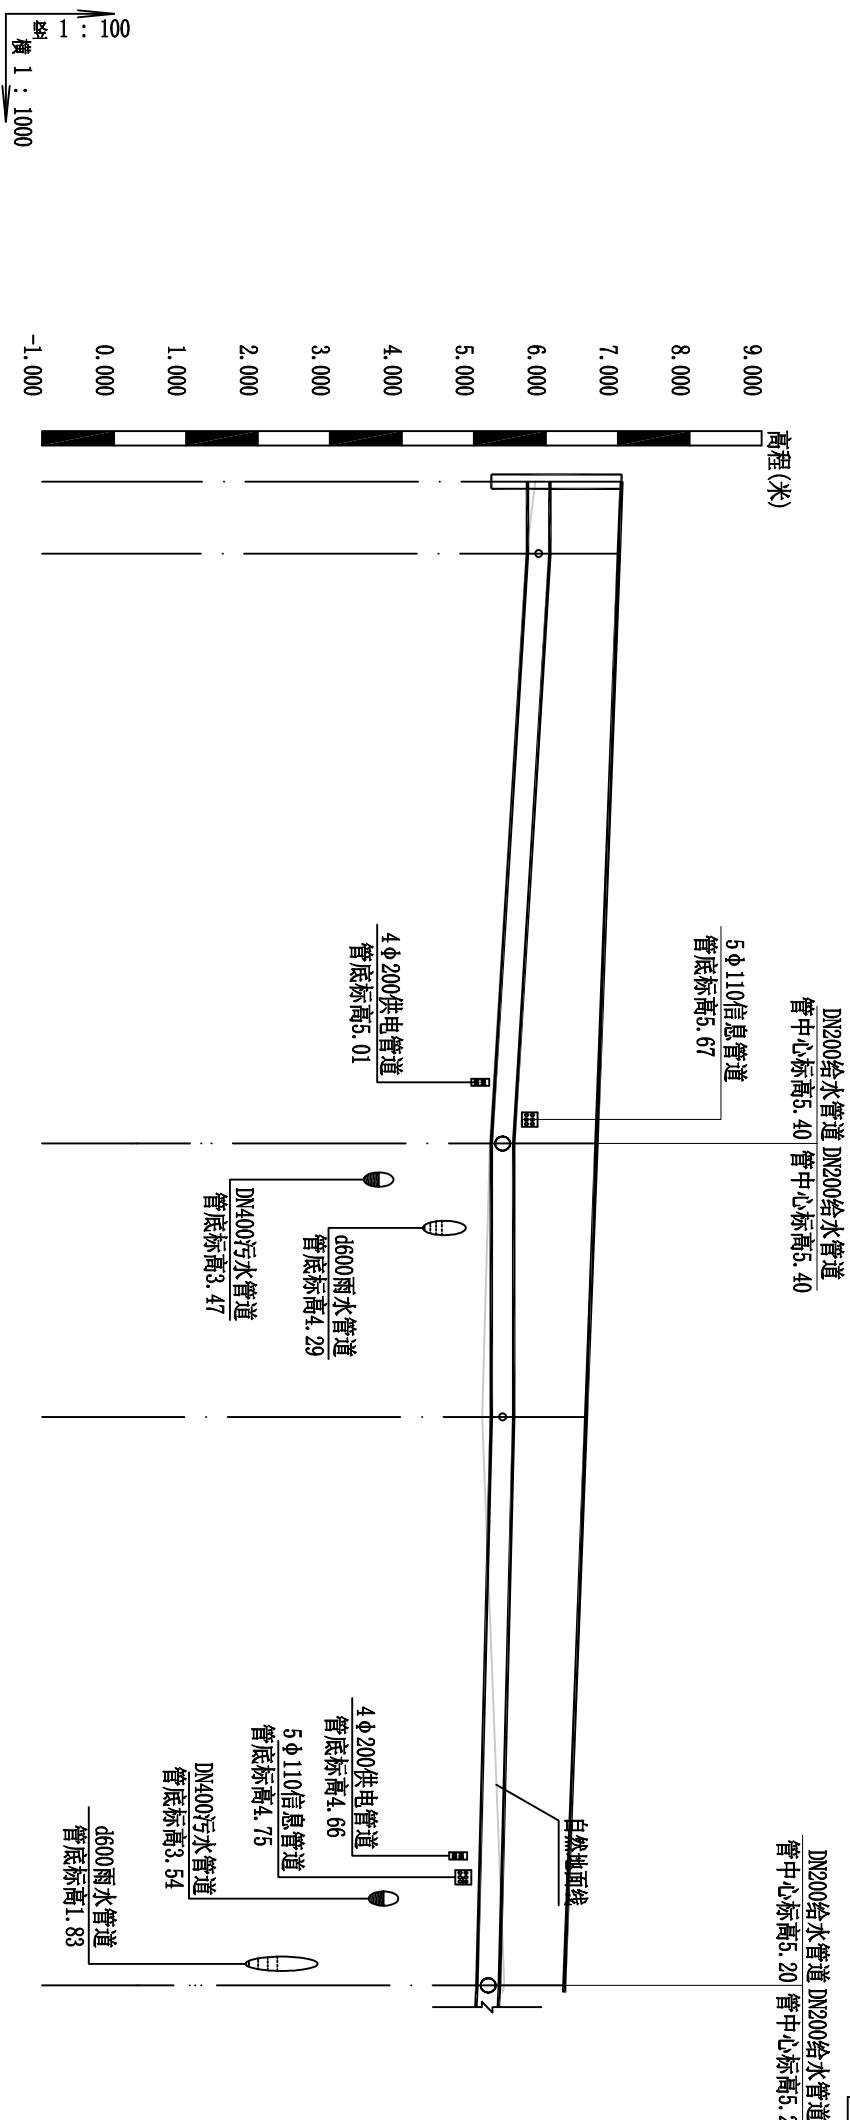 竖 1 : 100
横 1 : 1000
高程(米)
9.000
8.000
7.000
6.000
5.000
4.000
3.000
2.000
1.000
0.000
-1.000
DN200给水管道 DN200给水管道
管中心标高5.40 管中心标高5.40
5φ110信息管道
管底标高5.67
4φ200供电管道
管底标高5.01
d600雨水管道
管底标高4.29
DN400污水管道
管底标高3.47
DN200给水管道 DN200给水管道
管中心标高5.20 管中心标高5.2
自然地面线
4φ200供电管道
管底标高4.66
5φ110信息管道
管底标高4.75
DN400污水管道
管底标高3.54
d600雨水管道
管底标高1.83